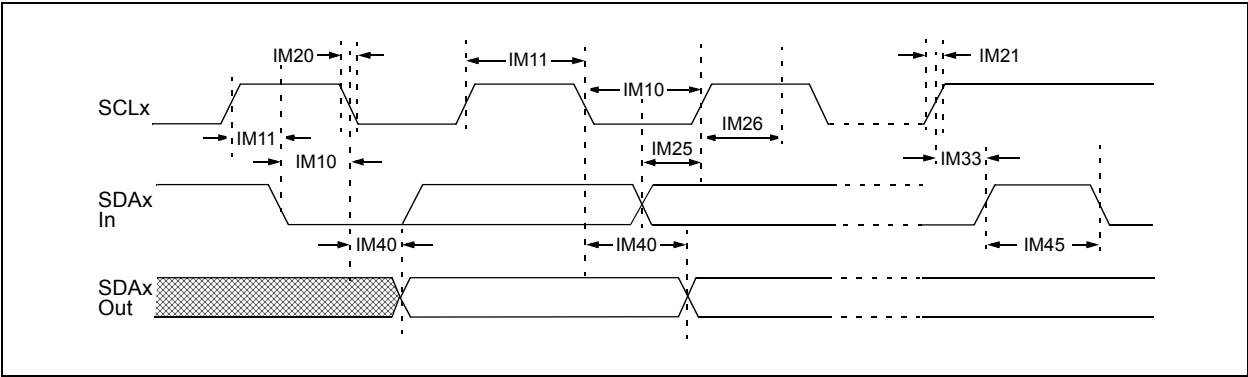 IM20
IM11
IM10
IM21
SCLx
IM11
IM26
IM10
IM25
IM33
SDAx
In
IM40
IM40
IM45
SDAx
Out